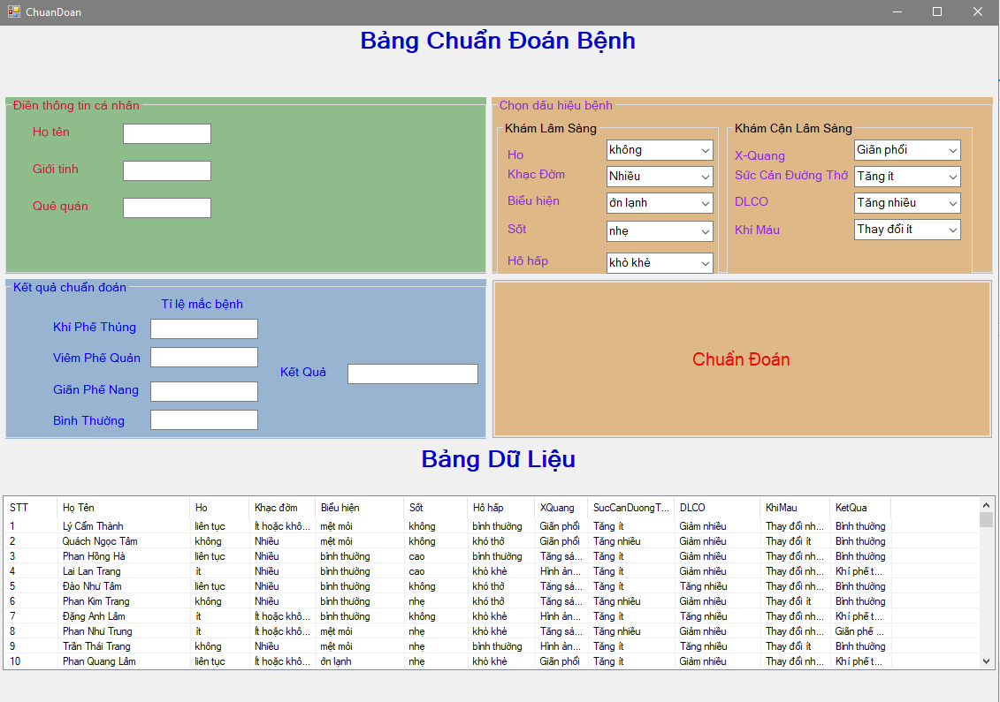 ChuanDoan
Bảng Chuẩn Đoán Bệnh
Điền thông tin cá nhân
Họ tên
Giới tinh
Quê quán
Chọn dấu hiệu bệnh
Khám Lâm Sàng
Ho không
Khạc Đờm Nhiều
Biểu hiện ớn lạnh
Sốt nhẹ
Hô hấp khò khè
Khám Cận Lâm Sàng
X-Quang Giãn phổi
Sức Cản Đường Thở Tăng ít
DLCO Tăng nhiều
Khí Máu Thay đổi ít
Kết quả chuẩn đoán
Tỉ lệ mắc bệnh
Khí Phế Thủng
Viêm Phế Quản
Giãn Phế Nang
Bình Thường
Kết Quả
Chuẩn Đoán
Bảng Dữ Liệu
STT Họ Tên Ho Khạc đờm Biểu hiện Sốt Hô hấp XQuang SucCanDuongT... DLCO KhiMau KetQua
1 Lý Cẩm Thành liên tục Ít hoặc khô... mệt mỏi không bình thường Giãn phổi Tăng ít Giảm nhiều Thay đổi nh... Bình thường
2 Quách Ngọc Tâm không Nhiều mệt mỏi không khó thở Giãn phổi Tăng nhiều Giảm nhiều Thay đổi ít Bình thường
3 Phan Hồng Hà liên tục Nhiều bình thường cao bình thường Tăng sá... Tăng ít Giảm nhiều Thay đổi nh... Bình thường
4 Lai Lan Trang ít Nhiều bình thường cao khò khè Hình ản... Tăng ít Giảm nhiều Thay đổi nh... Khí phế t...
5 Đào Như Tâm liên tục Nhiều bình thường không khó thở Tăng sá... Tăng ít Tăng nhiều Thay đổi nh... Bình thường
6 Phan Kim Trang không Nhiều bình thường nhẹ khó thở Tăng sá... Tăng nhiều Giảm nhiều Thay đổi ít Bình thường
7 Đặng Anh Lâm ít Ít hoặc khô... bình thường không khò khè Hình ản... Tăng ít Tăng nhiều Thay đổi nh... Khí phế t...
8 Phan Như Trung ít Ít hoặc khô... mệt mỏi nhẹ khò khè Tăng sá... Tăng nhiều Giảm nhiều Thay đổi nh... Giãn phế ...
9 Trần Thái Trang không Nhiều mệt mỏi nhẹ bình thường Hình ản... Tăng ít Tăng nhiều Thay đổi ít Bình thường
10 Phan Quang Lâm liên tục Ít hoặc khô... ớn lạnh nhẹ khò khè Giãn phổi Tăng ít Giảm nhiều Thay đổi nh... Khí phế t...